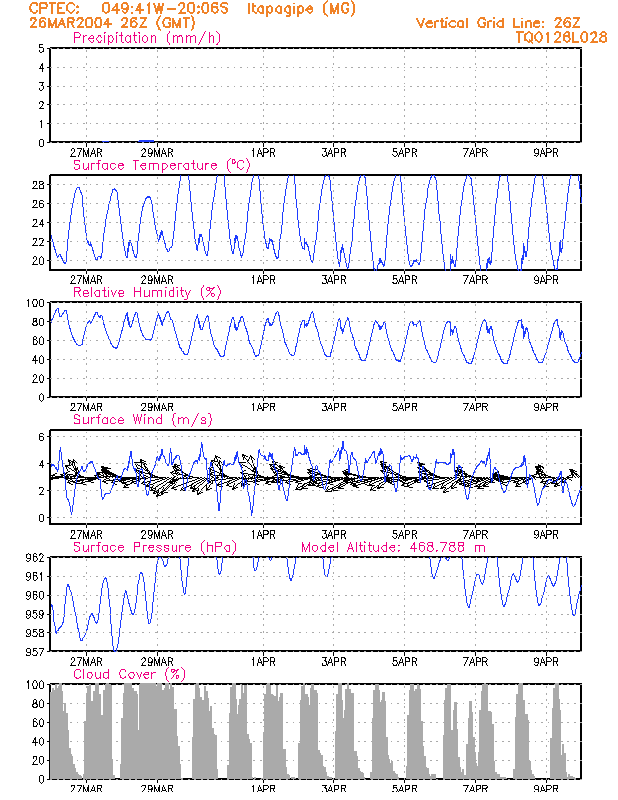 CPTEC: 049:41W-20:06S Itapagipe (MG)
26MAR2004 26Z (GMT) Vertical Grid Line: 26Z
Precipitation (mm/h) TQ0126L028
5
4
3
2
1
0
27MAR 29MAR 1APR 3APR 5APR 7APR 9APR
Surface Temperature (°C)
28
26
24
22
20
27MAR 29MAR 1APR 3APR 5APR 7APR 9APR
Relative Humidity (%)
100
80
60
40
20
0
27MAR 29MAR 1APR 3APR 5APR 7APR 9APR
Surface Wind (m/s)
6
4
2
0
27MAR 29MAR 1APR 3APR 5APR 7APR 9APR
Surface Pressure (hPa) Model Altitude: 468.788 m
962
961
960
959
958
957
27MAR 29MAR 1APR 3APR 5APR 7APR 9APR
Cloud Cover (%)
100
80
60
40
20
0
27MAR 29MAR 1APR 3APR 5APR 7APR 9APR